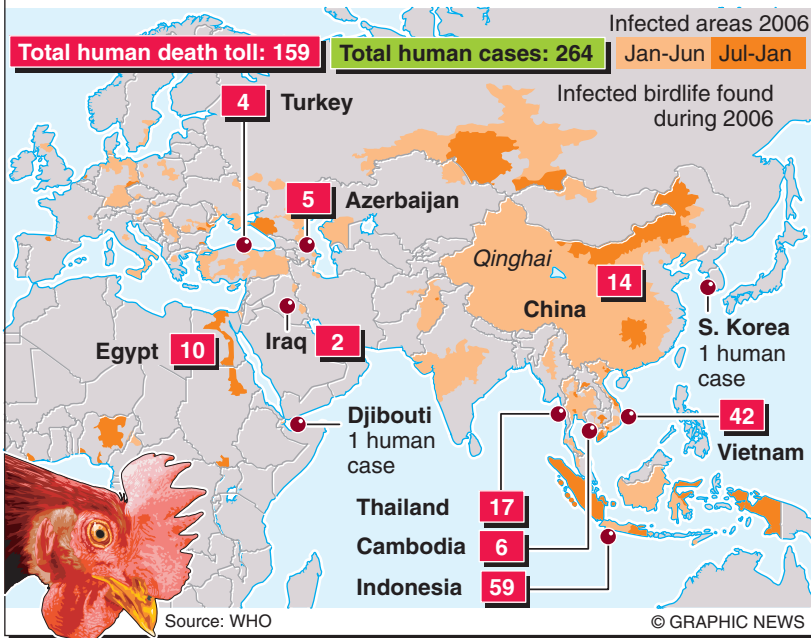 Infected areas 2006
Total human death toll: 159
Total human cases: 264
Jan-Jun Jul-Jan
Infected birdlife found
during 2006
4 Turkey
5 Azerbaijan
Qinghai
14
China
S. Korea
1 human
case
Egypt 10
Iraq 2
Djibouti
1 human
case
42
Vietnam
Thailand 17
Cambodia 6
Indonesia 59
Source: WHO
© GRAPHIC NEWS